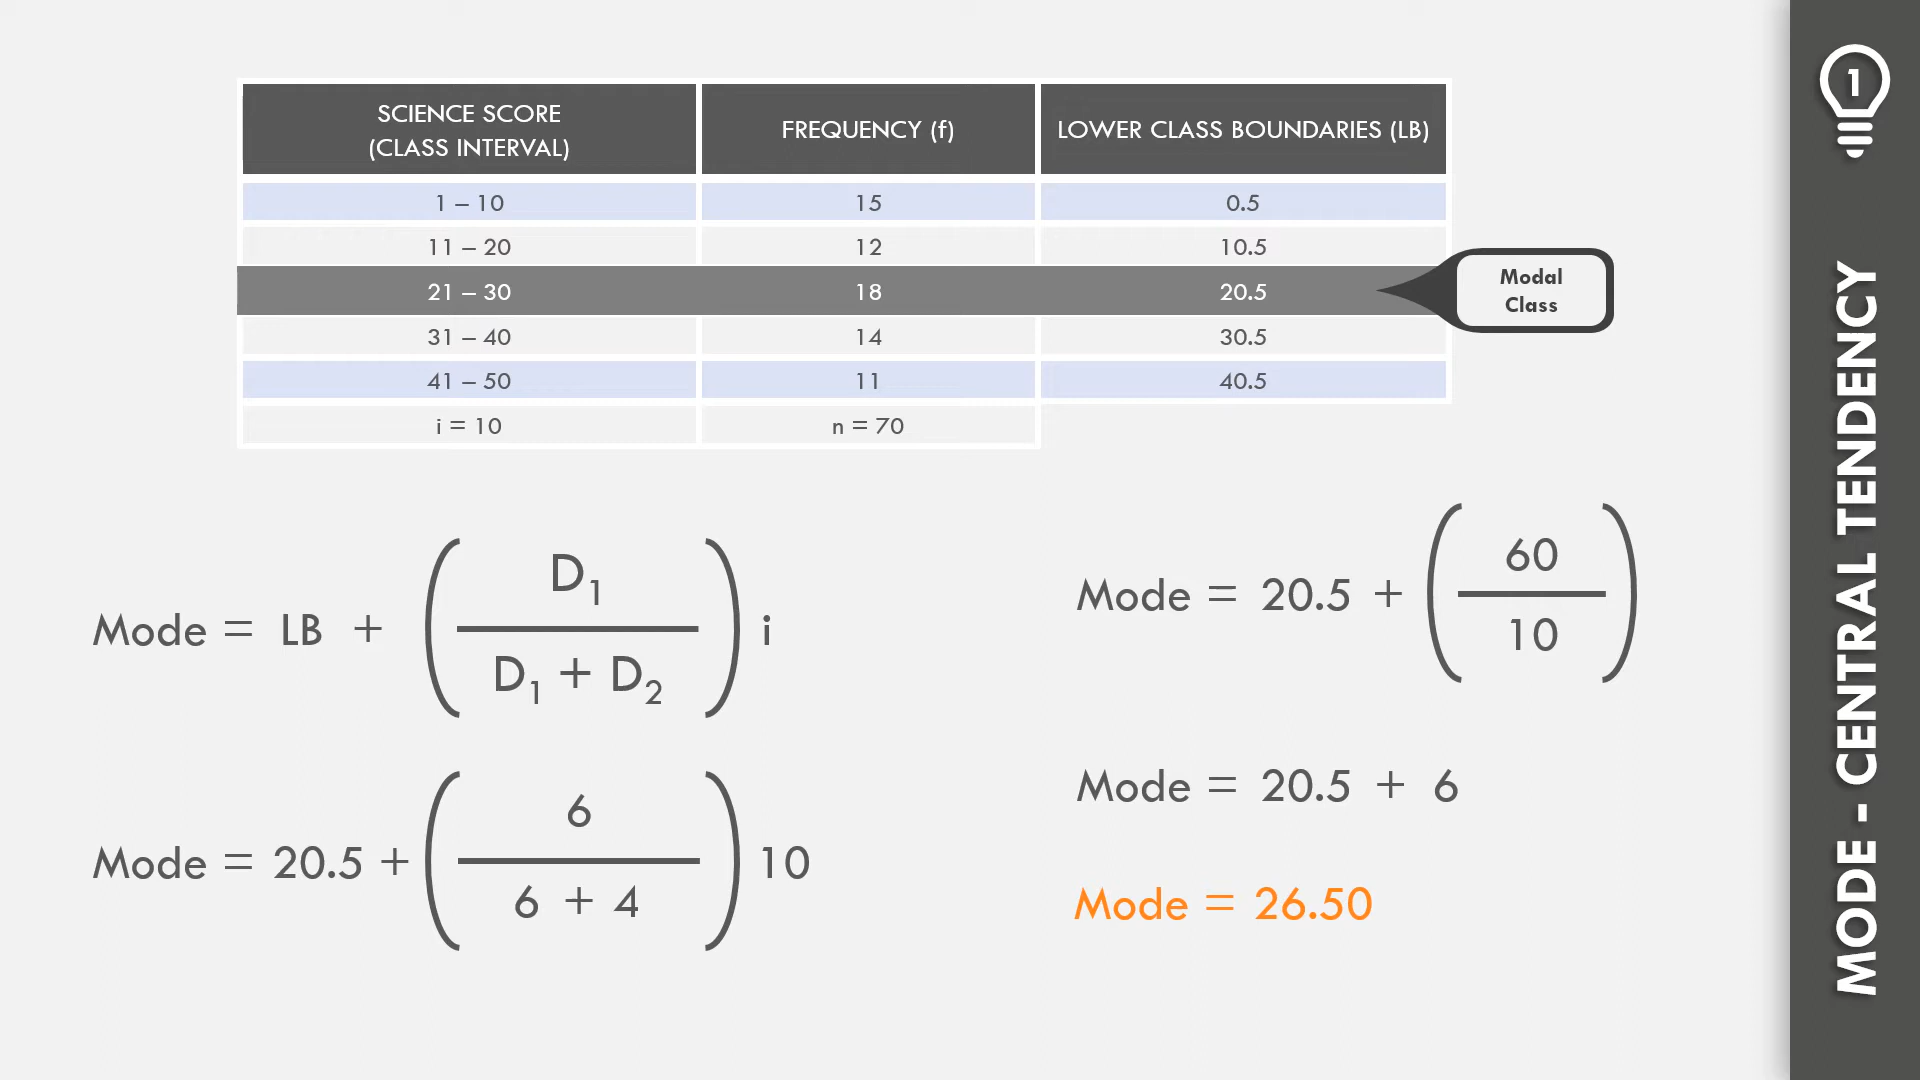 SCIENCE SCORE
(CLASS INTERVAL)
FREQUENCY (f)
LOWER CLASS BOUNDARIES (LB)
1 – 10 15 0.5
11 – 20 12 10.5
21 – 30 18 20.5
31 – 40 14 30.5
41 – 50 11 40.5
i = 10 n = 70
Modal
Class
Mode = LB + ( D₁ / D₁ + D₂ ) i
Mode = 20.5 + ( 6 / 6 + 4 ) 10
Mode = 20.5 + ( 60 / 10 )
Mode = 20.5 + 6
Mode = 26.50
1
MODE - CENTRAL TENDENCY